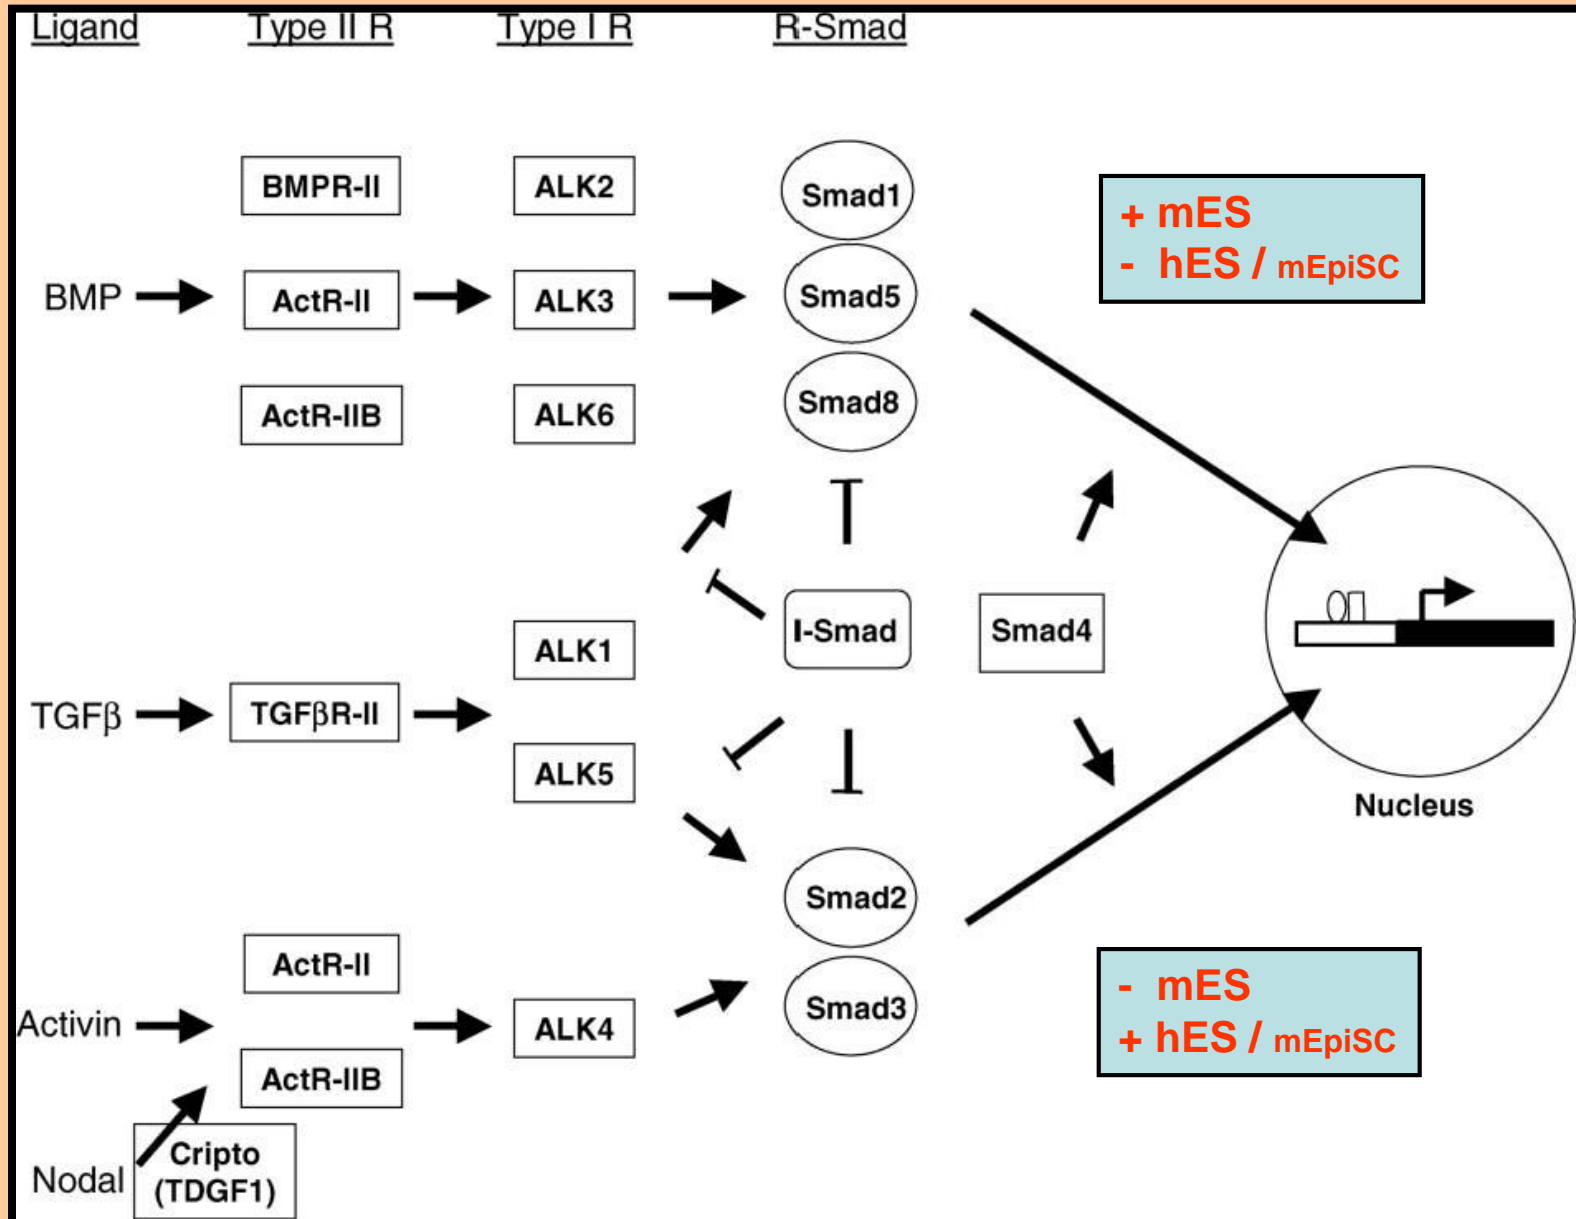 Ligand Type II R Type I R R-Smad
BMPR-II ALK2 Smad1
+ mES
- hES / mEpiSC
BMP ActR-II ALK3 Smad5
ActR-IIB ALK6 Smad8
I-Smad Smad4
ALK1
TGFβ TGFβR-II
ALK5
Nucleus
Smad2
ActR-II
- mES
+ hES / mEpiSC
Smad3
Activin ALK4
ActR-IIB
Nodal
Cripto
(TDGF1)